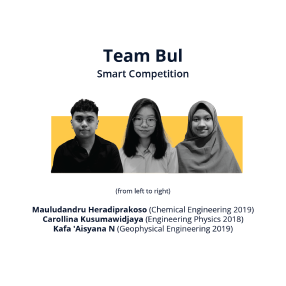 Team Bul
Smart Competition
(from left to right)
Mauludandru Heradiprakoso (Chemical Engineering 2019)
Carollina Kusumawidjaya (Engineering Physics 2018)
Kafa 'Aisyana N (Geophysical Engineering 2019)